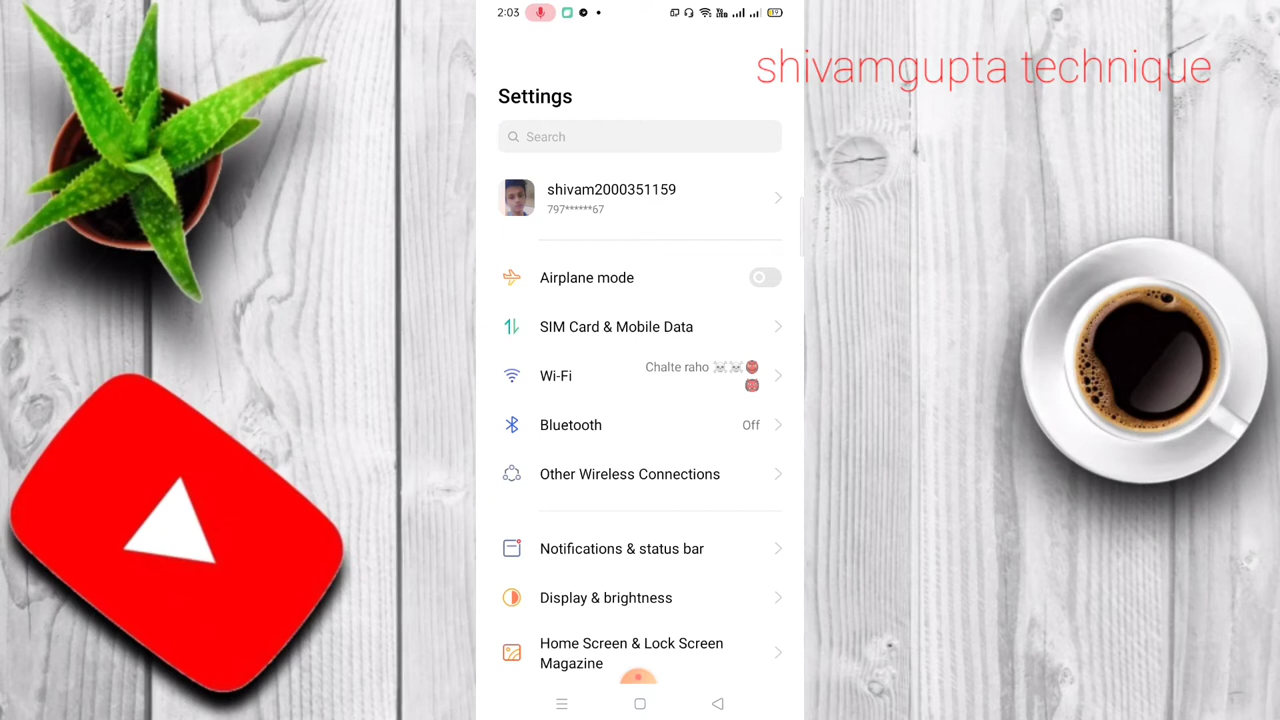 2:03
shivamgupta technique
Settings
Search
shivam2000351159
797******67
Airplane mode
SIM Card & Mobile Data
Wi-Fi
Chalte raho ☠️☠️👹
👹
Bluetooth
Off
Other Wireless Connections
Notifications & status bar
Display & brightness
Home Screen & Lock Screen
Magazine